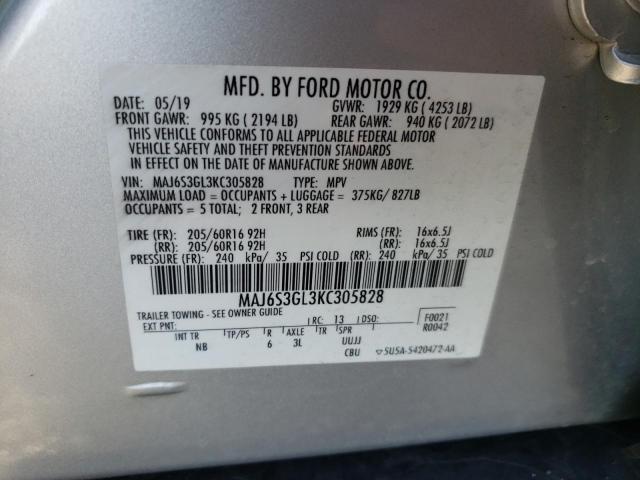 MFD. BY FORD MOTOR CO.
DATE: 05/19 GVWR: 1929 KG ( 4253 LB)
FRONT GAWR: 995 KG ( 2194 LB) REAR GAWR: 940 KG ( 2072 LB)
THIS VEHICLE CONFORMS TO ALL APPLICABLE FEDERAL MOTOR
VEHICLE SAFETY AND THEFT PREVENTION STANDARDS
IN EFFECT ON THE DATE OF MANUFACTURE SHOWN ABOVE.
VIN: MAJ6S3GL3KC305828 TYPE: MPV
MAXIMUM LOAD = OCCUPANTS + LUGGAGE = 375KG/ 827LB
OCCUPANTS = 5 TOTAL; 2 FRONT, 3 REAR
TIRE (FR): 205/60R16 92H RIMS (FR): 16x6.5J
(RR): 205/60R16 92H (RR): 16x6.5J
PRESSURE (FR): 240 kPa/ 35 PSI COLD (RR): 240 kPa/ 35 PSI COLD
MAJ6S3GL3KC305828
TRAILER TOWING - SEE OWNER GUIDE
EXT PNT: RC: 13 DSO: F0021
R0042
INT TR TP/PS R AXLE TR SPR
NB 6 3L UUJJ
CBU SU5A-5420472-AA